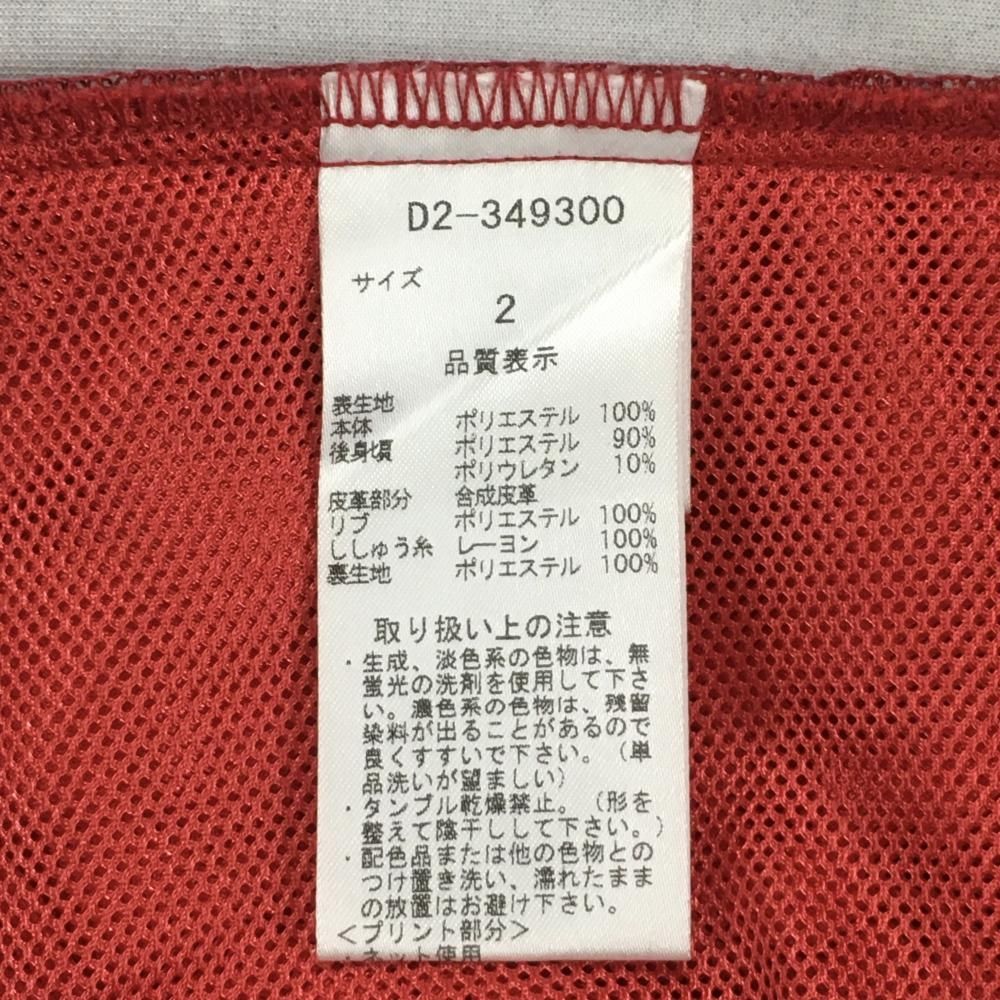 D2-349300
サイズ
2
品質表示
表生地
本体 ポリエステル 100%
後身頃 ポリエステル 90%
ポリウレタン 10%
皮革部分 合成皮革
リブ ポリエステル 100%
ししゅう糸 レーヨン 100%
裏生地 ポリエステル 100%
取り扱い上の注意
・生成、淡色系の色物は、無
蛍光の洗剤を使用して下さ
い。濃色系の色物は、残留
染料が出ることがあるので
良くすすいで下さい。（単
品洗いが望ましい）
・タンブル乾燥禁止。（形を
整えて陰干しして下さい。）
・配色品または他の色物との
つけ置き洗い、濡れたまま
の放置はお避け下さい。
＜プリント部分＞
・ネット使用